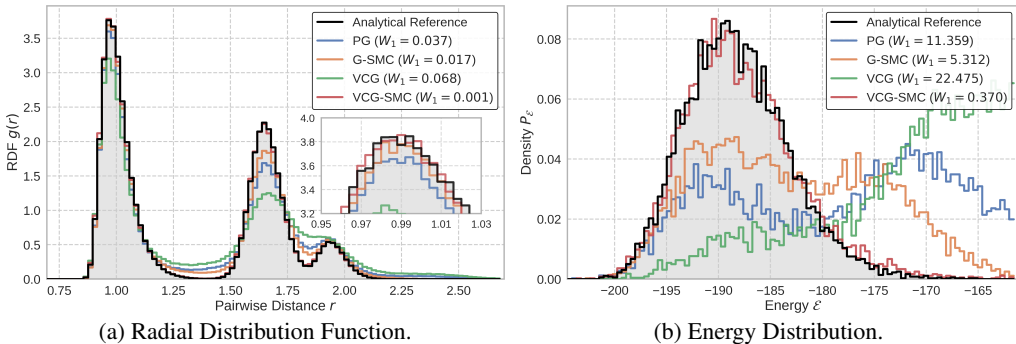 Analytical Reference
PG (W₁ = 0.037)
G-SMC (W₁ = 0.017)
VCG (W₁ = 0.068)
VCG-SMC (W₁ = 0.001)
RDF g(r)
3.5
3.0
2.5
2.0
1.5
1.0
0.5
0.0
3.8
3.6
3.4
3.2
0.95 0.97 0.99 1.01 1.03
0.75 1.00 1.25 1.50 1.75 2.00 2.25 2.50
Pairwise Distance r
(a) Radial Distribution Function.
Analytical Reference
PG (W₁ = 11.359)
G-SMC (W₁ = 5.312)
VCG (W₁ = 22.475)
VCG-SMC (W₁ = 0.370)
Density P_ℰ
0.08
0.06
0.04
0.02
0.00
−200 −195 −190 −185 −180 −175 −170 −165
Energy ℰ
(b) Energy Distribution.